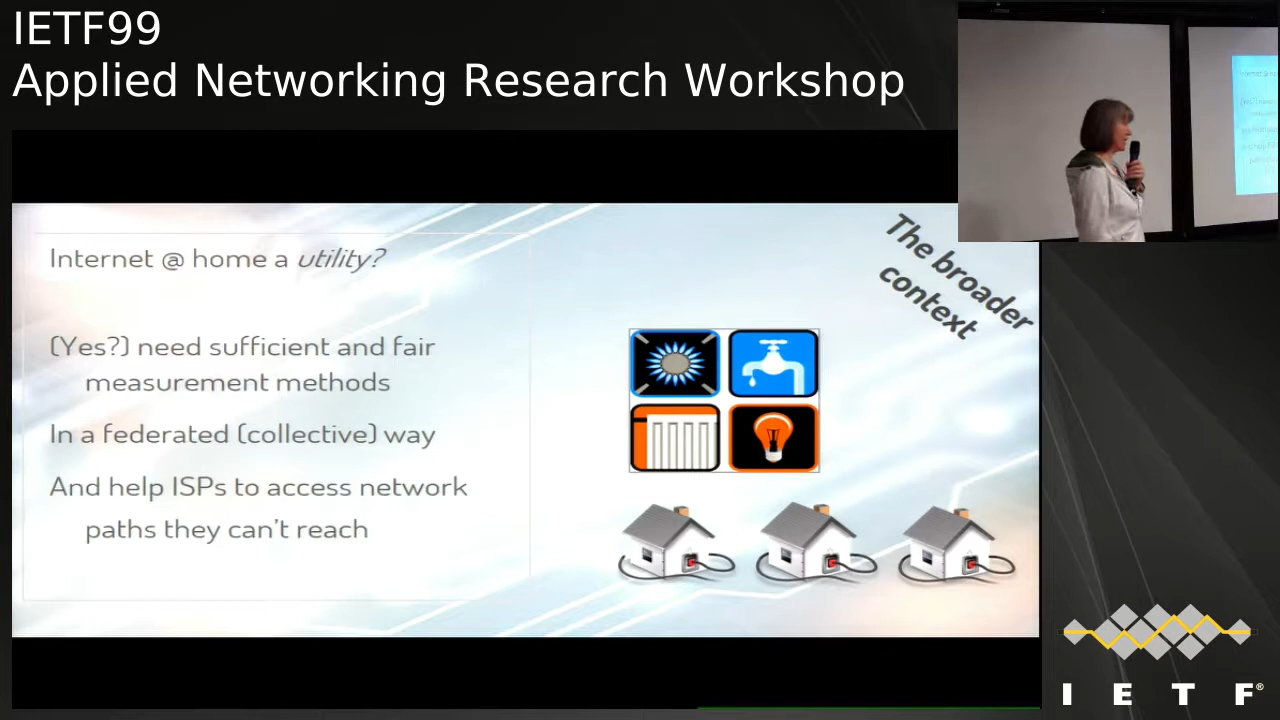 IETF99
Applied Networking Research Workshop
The broader
context
Internet @ home a utility?
(Yes?) need sufficient and fair
measurement methods
In a federated (collective) way
And help ISPs to access network
paths they can't reach
I E T F®